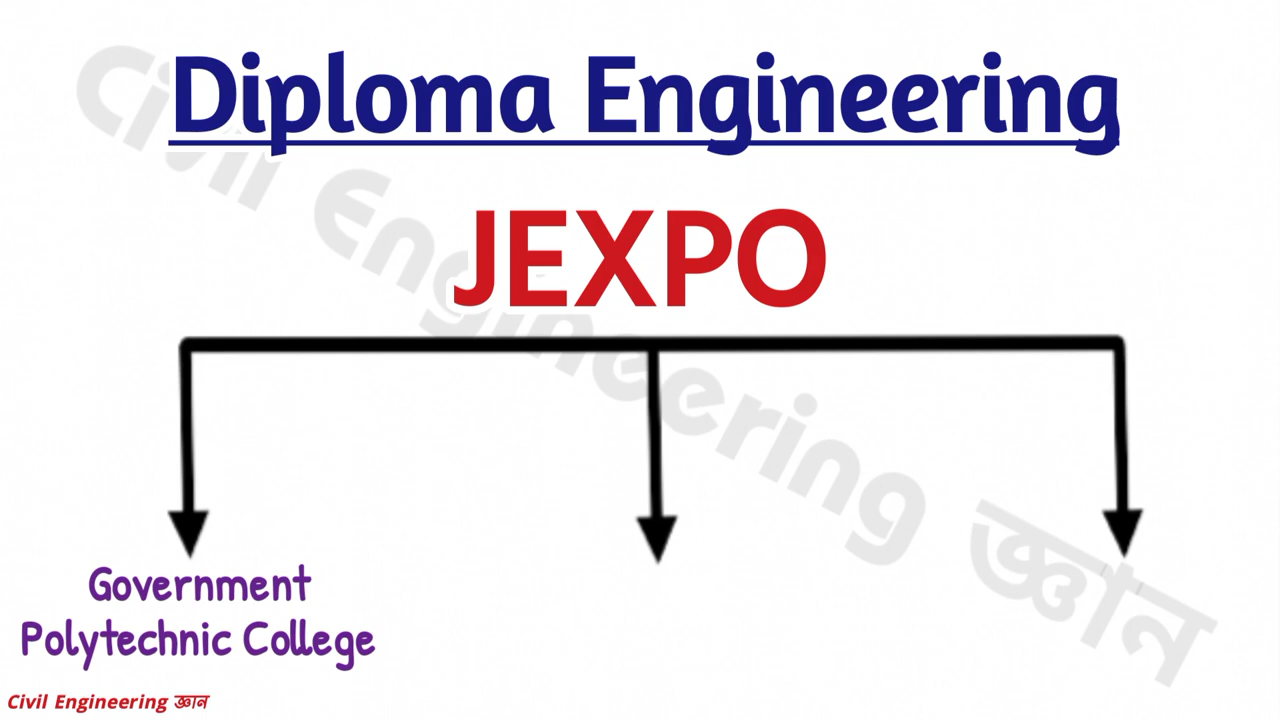 Diploma Engineering
JEXPO
Civil Engineering জ্ঞান
Government
Polytechnic College
Civil Engineering জ্ঞান